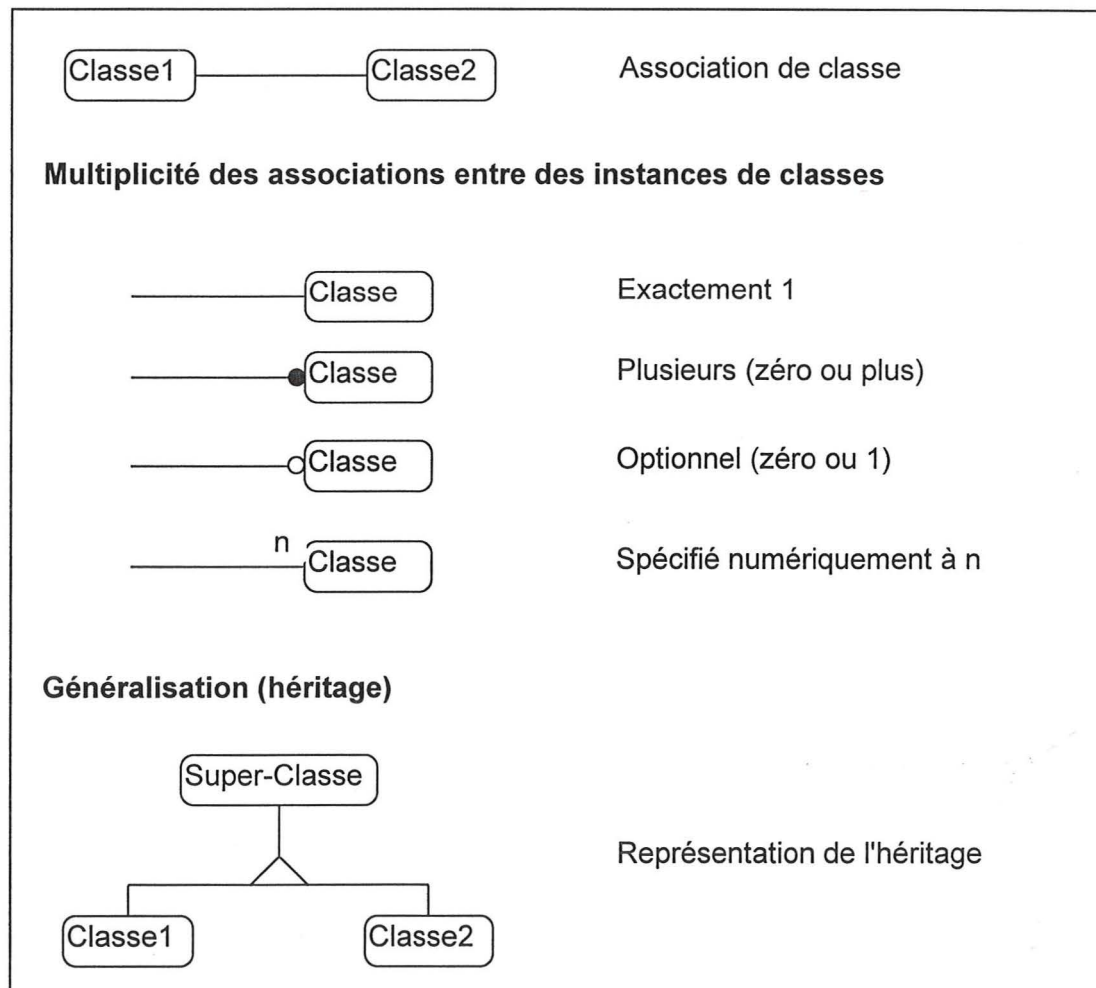 Classe1 Classe2 Association de classe
Multiplicité des associations entre des instances de classes
Classe Exactement 1
Classe Plusieurs (zéro ou plus)
Classe Optionnel (zéro ou 1)
n Classe Spécifié numériquement à n
Généralisation (héritage)
Super-Classe
Représentation de l'héritage
Classe1 Classe2